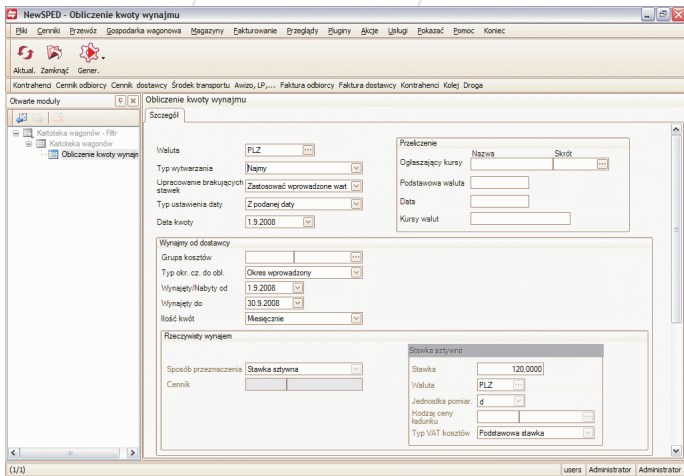 NewSPED - Obliczenie kwoty wynajmu
Pliki Cenniki Przewóz Gospodarka wagonowa Magazyny Fakturowanie Przeglądy Pluginy Akcje Usługi Pokazać Pomoc Koniec
Aktual. Zamknąć Gener.
Kontrahenci Cennik odbiorcy Cennik dostawcy Środek transportu Awizo, LP,... Faktura odbiorcy Faktura dostawcy Kontrahenci Kolej Droga
Otwarte moduły
Kartoteka wagonów - Filtr
Kartoteka wagonów
Obliczenie kwoty wynajm
Obliczenie kwoty wynajmu
Szczegół
Waluta PLZ
Typ wytwarzania Najmy
Upracowanie brakujących stawek Zastosować wprowadzone wart
Typ ustawienia daty Z podanej daty
Data kwoty 1.9.2008
Przeliczenie
Nazwa Skrót
Ogłaszający kursy
Podstawowa waluta
Data
Kursy walut
Wynajmy od dostawcy
Grupa kosztów
Typ okr. cz. do obl. Okres wprowadzony
Wynajęty/Nabyty od 1.9.2008
Wynajęty do 30.9.2008
Ilość kwót Miesięcznie
Rzeczywisty wynajem
Sposób przeznaczenia Stawka sztywna
Cennik
Stawka sztywna
Stawka 120,0000
Waluta PLZ
Jednostka pomiar. d
Hodzaj ceny ładunku
Typ VAT kosztów Podstawowa stawka
(1/1)
users Administrator Administrator